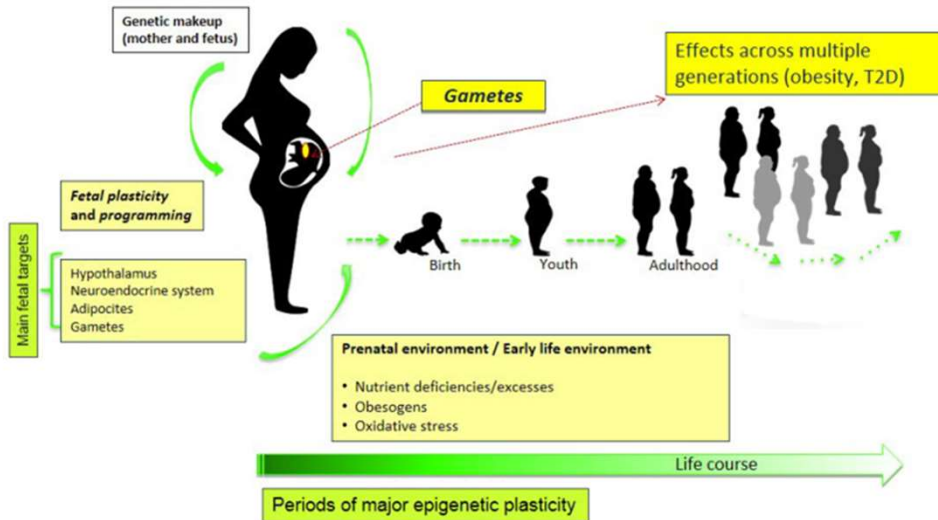 Genetic makeup
(mother and fetus)
Gametes
Effects across multiple
generations (obesity, T2D)
Fetal plasticity
and programming
Main fetal targets
Hypothalamus
Neuroendocrine system
Adipocites
Gametes
Birth
Youth
Adulthood
Prenatal environment / Early life environment
• Nutrient deficiencies/excesses
• Obesogens
• Oxidative stress
Life course
Periods of major epigenetic plasticity